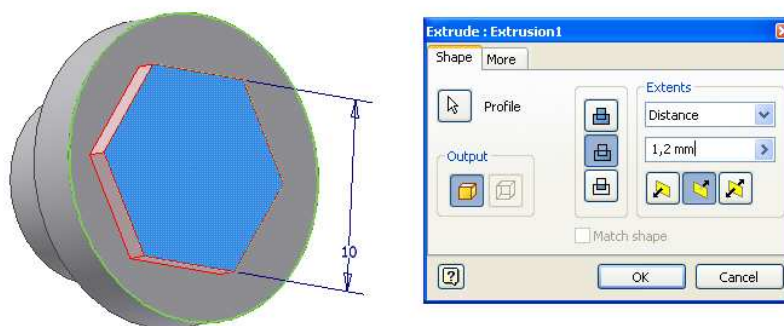 10
Extrude : Extrusion1
Shape More
Profile
Extents
Distance
1,2 mm
Output
Match shape
?
OK Cancel